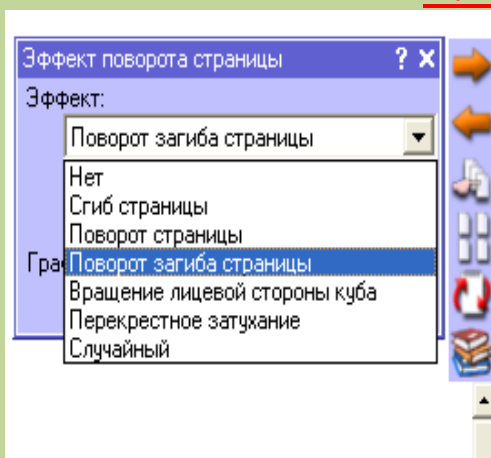 Эффект поворота страницы ? x
Эффект:
Поворот загиба страницы
Нет
Сгиб страницы
Поворот страницы
Гра
Поворот загиба страницы
Вращение лицевой стороны куба
Перекрестное затухание
Случайный